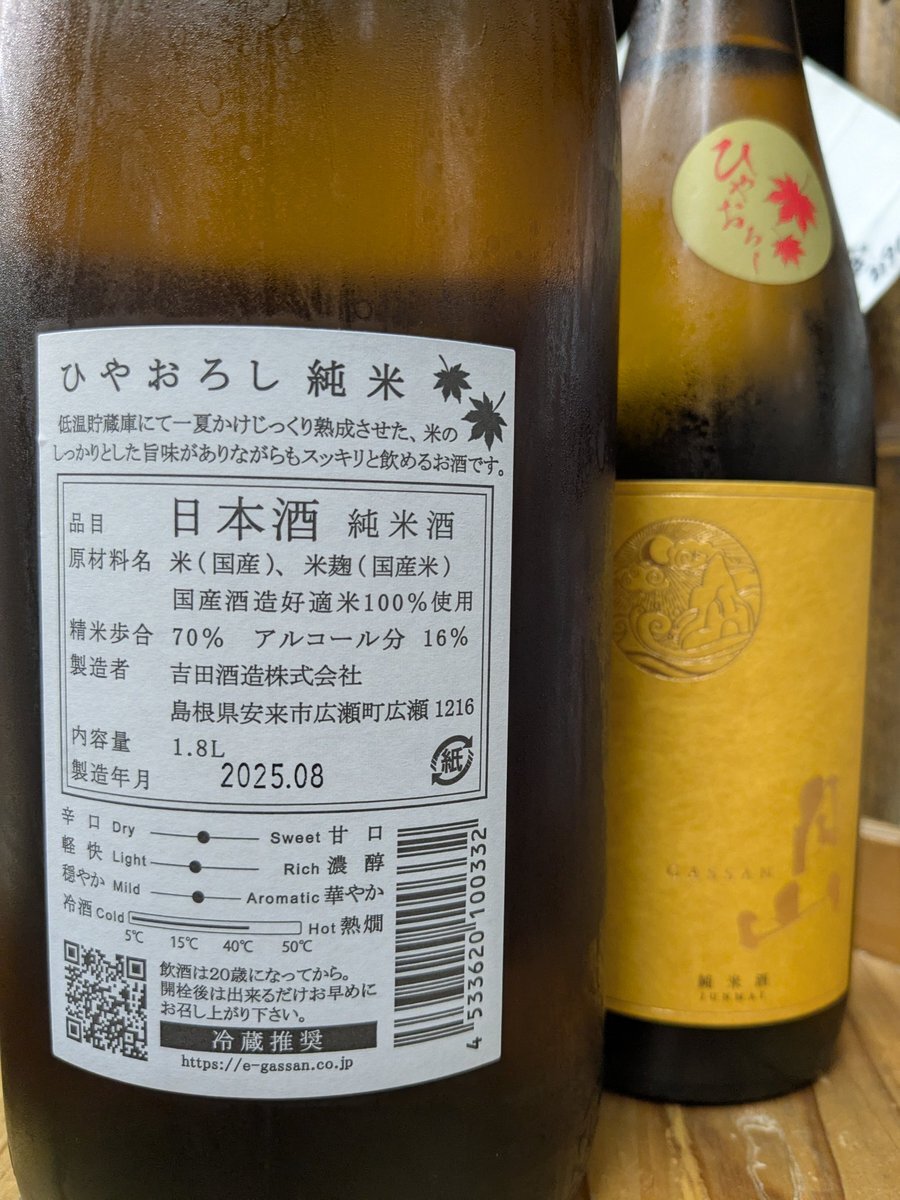 ひやおろし 純米
低温貯蔵庫にて一夏かけじっくり熟成させた、米の
しっかりとした旨味がありながらもスッキリと飲めるお酒です。
品目 日本酒 純米酒
原材料名 米(国産)、米麹(国産米)
国産酒造好適米100%使用
精米歩合 70% アルコール分 16%
製造者 吉田酒造株式会社
島根県安来市広瀬町広瀬1216
内容量 1.8L
製造年月 2025.08
紙
辛口 Dry Sweet 甘口
軽快 Light Rich 濃醇
穏やか Mild Aromatic 華やか
冷酒 Cold Hot 熱燗
5℃ 15℃ 40℃ 50℃
飲酒は20歳になってから。
開栓後は出来るだけお早めに
お召し上がり下さい。
冷蔵推奨
https://e-gassan.co.jp
4533620100332
ひやおろし
月山
GASSAN
純米酒
JUNMAI